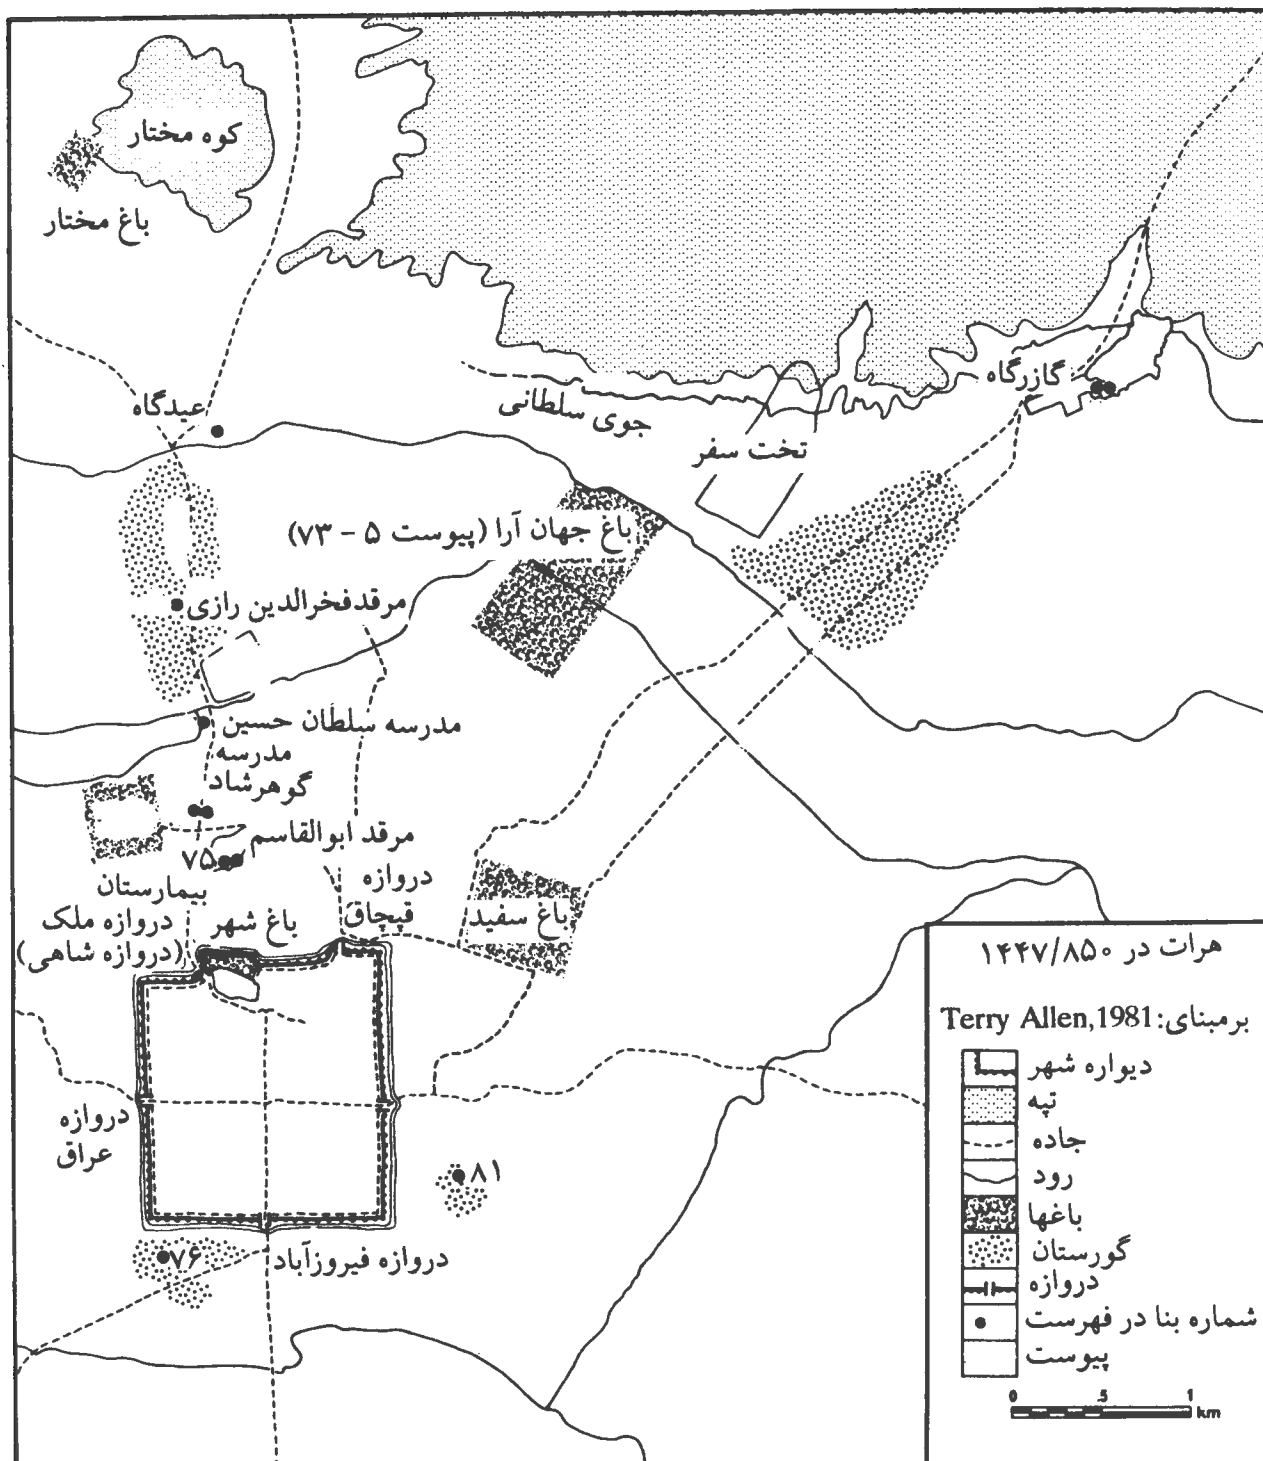 کوه مختار
باغ مختار
گازرگاه
عیدگاه
جوی سلطانی
تخت سفر
باغ جهان آرا (پیوست ۵ - ۷۳)
مرقدفخرالدین رازی
مدرسه سلطان حسین
مدرسه
گوهرشاد
مرقد ابوالقاسم
۷۵
بیمارستان
دروازه ملک
(دروازه شاهی)
باغ شهر
دروازه
قپچاق
باغ سفید
دروازه
عراق
۸۱
۷۶
دروازه فیروزآباد
هرات در ۱۴۴۷/۸۵۰
برمبنای: Terry Allen,1981
دیواره شهر
تپه
جاده
رود
باغها
گورستان
دروازه
شماره بنا در فهرست
پیوست
0 .5 1
km